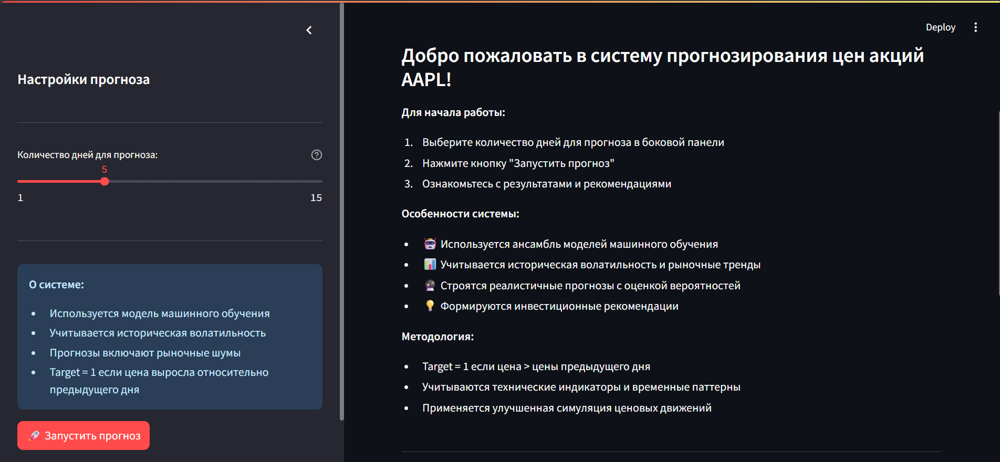 Настройки прогноза
Количество дней для прогноза:
5
1
15
О системе:
Используется модель машинного обучения
Учитывается историческая волатильность
Прогнозы включают рыночные шумы
Target = 1 если цена выросла относительно
предыдущего дня
Запустить прогноз
Deploy
Добро пожаловать в систему прогнозирования цен акций
AAPL!
Для начала работы:
1. Выберите количество дней для прогноза в боковой панели
2. Нажмите кнопку "Запустить прогноз"
3. Ознакомьтесь с результатами и рекомендациями
Особенности системы:
Используется ансамбль моделей машинного обучения
Учитывается историческая волатильность и рыночные тренды
Строятся реалистичные прогнозы с оценкой вероятностей
Формируются инвестиционные рекомендации
Методология:
Target = 1 если цена > цены предыдущего дня
Учитываются технические индикаторы и временные паттерны
Применяется улучшенная симуляция ценовых движений